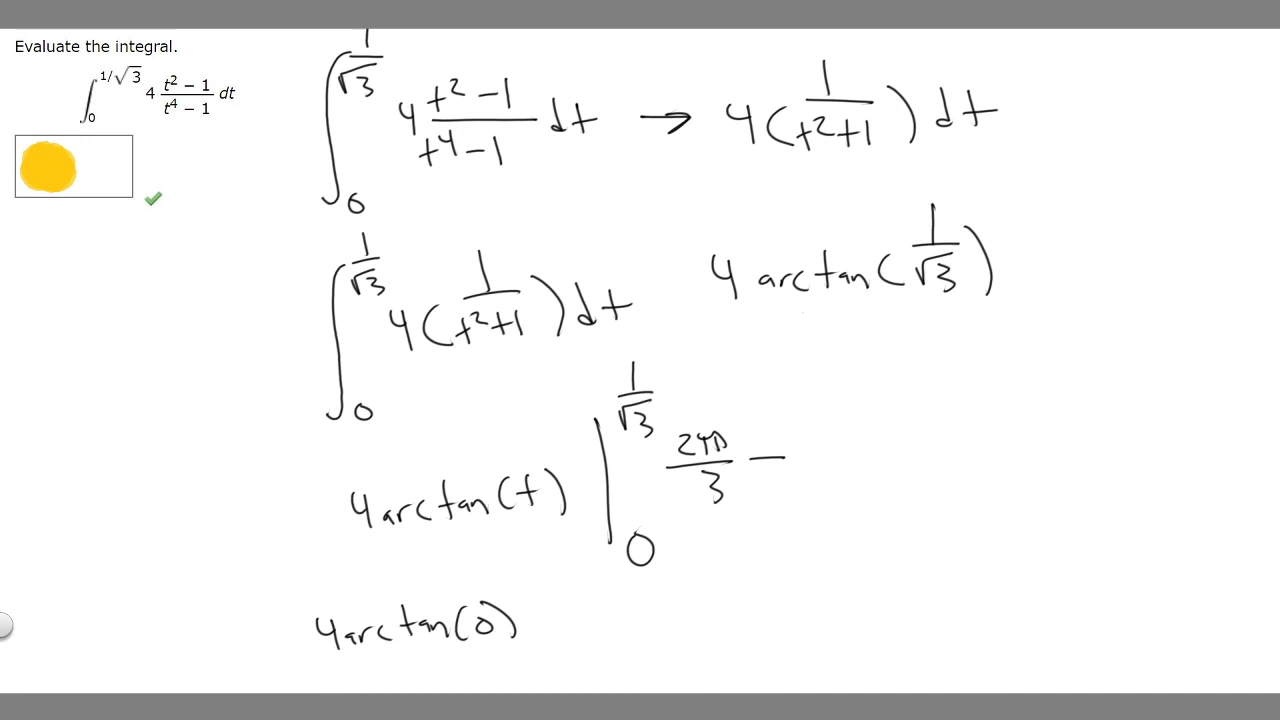 Evaluate the integral.
∫₀^(1/√3) 4 (t² − 1)/(t⁴ − 1) dt
∫₀^(1/√3) 4 (t² − 1)/(t⁴ − 1) dt → 4(1/(t²+1)) dt
∫₀^(1/√3) 4(1/(t²+1)) dt
4 arctan(1/√3)
4 arctan(t) |₀^(1/√3) 2π/3 −
4 arctan(0)